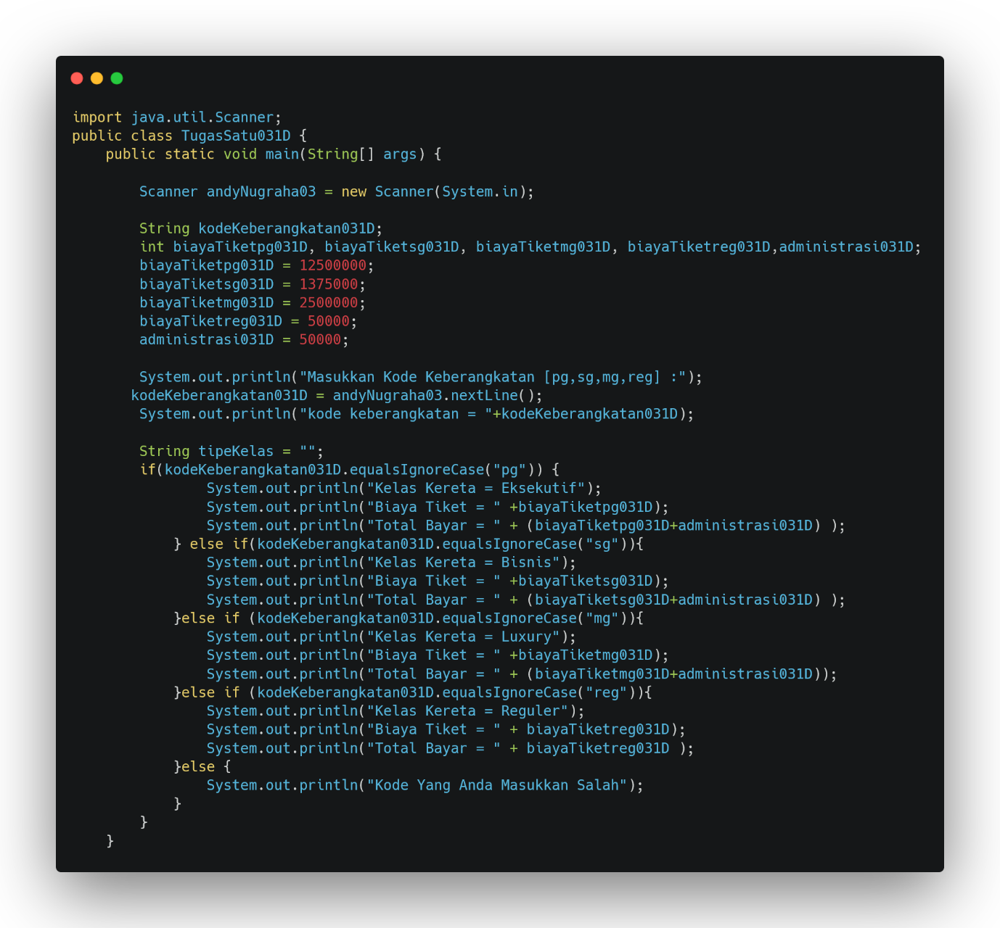 import java.util.Scanner;
public class TugasSatu031D {
    public static void main(String[] args) {

        Scanner andyNugraha03 = new Scanner(System.in);

        String kodeKeberangkatan031D;
        int biayaTiketpg031D, biayaTiketsg031D, biayaTiketmg031D, biayaTiketreg031D,administrasi031D;
        biayaTiketpg031D = 12500000;
        biayaTiketsg031D = 1375000;
        biayaTiketmg031D = 2500000;
        biayaTiketreg031D = 50000;
        administrasi031D = 50000;

        System.out.println("Masukkan Kode Keberangkatan [pg,sg,mg,reg] :");
       kodeKeberangkatan031D = andyNugraha03.nextLine();
        System.out.println("kode keberangkatan = "+kodeKeberangkatan031D);

        String tipeKelas = "";
        if(kodeKeberangkatan031D.equalsIgnoreCase("pg")) {
                System.out.println("Kelas Kereta = Eksekutif");
                System.out.println("Biaya Tiket = " +biayaTiketpg031D);
                System.out.println("Total Bayar = " + (biayaTiketpg031D+administrasi031D) );
            } else if(kodeKeberangkatan031D.equalsIgnoreCase("sg")){
                System.out.println("Kelas Kereta = Bisnis");
                System.out.println("Biaya Tiket = " +biayaTiketsg031D);
                System.out.println("Total Bayar = " + (biayaTiketsg031D+administrasi031D) );
            }else if (kodeKeberangkatan031D.equalsIgnoreCase("mg")){
                System.out.println("Kelas Kereta = Luxury");
                System.out.println("Biaya Tiket = " +biayaTiketmg031D);
                System.out.println("Total Bayar = " + (biayaTiketmg031D+administrasi031D));
            }else if (kodeKeberangkatan031D.equalsIgnoreCase("reg")){
                System.out.println("Kelas Kereta = Reguler");
                System.out.println("Biaya Tiket = " + biayaTiketreg031D);
                System.out.println("Total Bayar = " + biayaTiketreg031D );
            }else {
                System.out.println("Kode Yang Anda Masukkan Salah");
            }
        }
    }